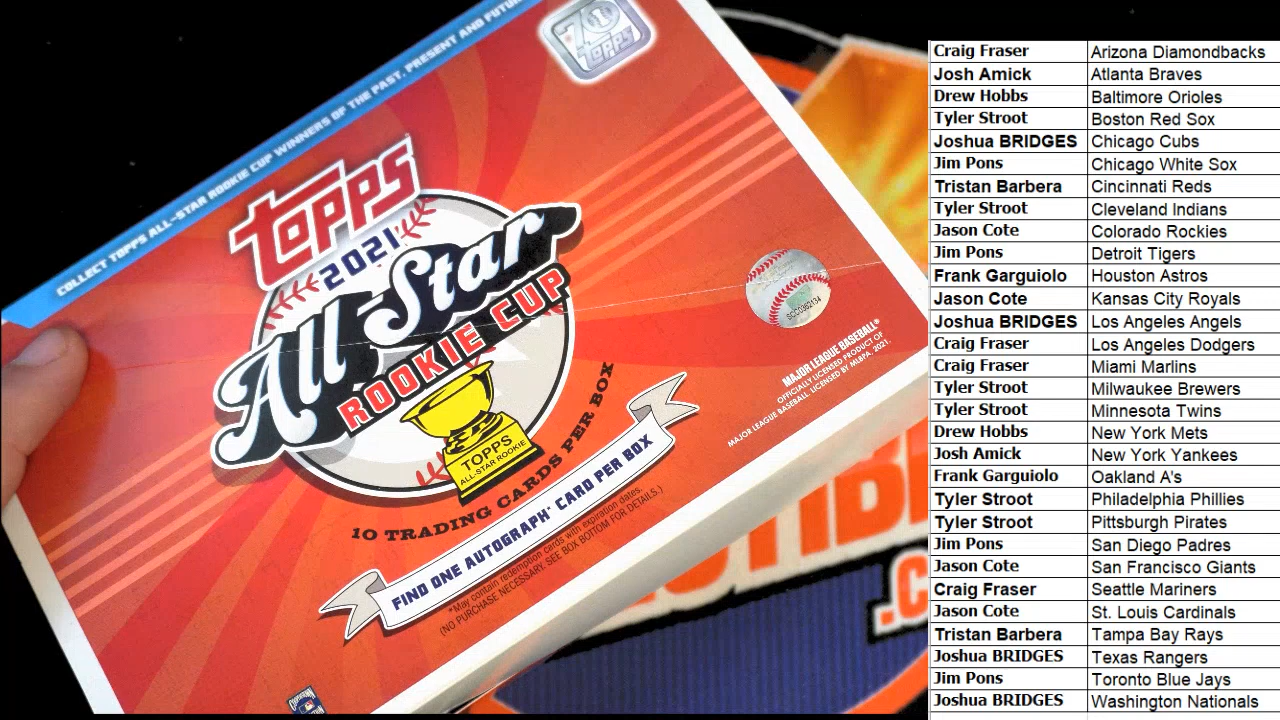 COLLECT TOPPS ALL-STAR ROOKIE CUP WINNERS OF THE PAST, PRESENT AND FUTURE
70
TOPPS
topps
2021
All-Star
ROOKIE CUP
TOPPS
ALL-STAR ROOKIE
10 TRADING CARDS PER BOX
FIND ONE AUTOGRAPH* CARD PER BOX
*May contain redemption cards with expiration dates.
(NO PURCHASE NECESSARY. SEE BOX BOTTOM FOR DETAILS.)
SCC0362134
MAJOR LEAGUE BASEBALL®
OFFICIALLY LICENSED PRODUCT OF
MAJOR LEAGUE BASEBALL. LICENSED BY MLBPA, 2021.
Craig Fraser Arizona Diamondbacks
Josh Amick Atlanta Braves
Drew Hobbs Baltimore Orioles
Tyler Stroot Boston Red Sox
Joshua BRIDGES Chicago Cubs
Jim Pons Chicago White Sox
Tristan Barbera Cincinnati Reds
Tyler Stroot Cleveland Indians
Jason Cote Colorado Rockies
Jim Pons Detroit Tigers
Frank Garguiolo Houston Astros
Jason Cote Kansas City Royals
Joshua BRIDGES Los Angeles Angels
Craig Fraser Los Angeles Dodgers
Craig Fraser Miami Marlins
Tyler Stroot Milwaukee Brewers
Tyler Stroot Minnesota Twins
Drew Hobbs New York Mets
Josh Amick New York Yankees
Frank Garguiolo Oakland A's
Tyler Stroot Philadelphia Phillies
Tyler Stroot Pittsburgh Pirates
Jim Pons San Diego Padres
Jason Cote San Francisco Giants
Craig Fraser Seattle Mariners
Jason Cote St. Louis Cardinals
Tristan Barbera Tampa Bay Rays
Joshua BRIDGES Texas Rangers
Jim Pons Toronto Blue Jays
Joshua BRIDGES Washington Nationals